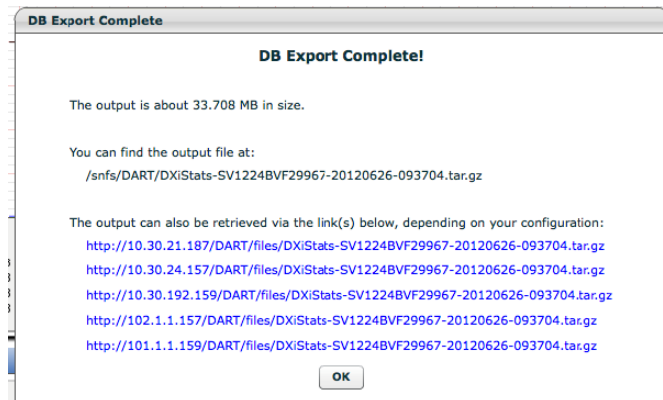 DB Export Complete
DB Export Complete!
The output is about 33.708 MB in size.
You can find the output file at:
/snfs/DART/DXiStats-SV1224BVF29967-20120626-093704.tar.gz
The output can also be retrieved via the link(s) below, depending on your configuration:
http://10.30.21.187/DART/files/DXiStats-SV1224BVF29967-20120626-093704.tar.gz
http://10.30.24.157/DART/files/DXiStats-SV1224BVF29967-20120626-093704.tar.gz
http://10.30.192.159/DART/files/DXiStats-SV1224BVF29967-20120626-093704.tar.gz
http://102.1.1.157/DART/files/DXiStats-SV1224BVF29967-20120626-093704.tar.gz
http://101.1.1.159/DART/files/DXiStats-SV1224BVF29967-20120626-093704.tar.gz
OK